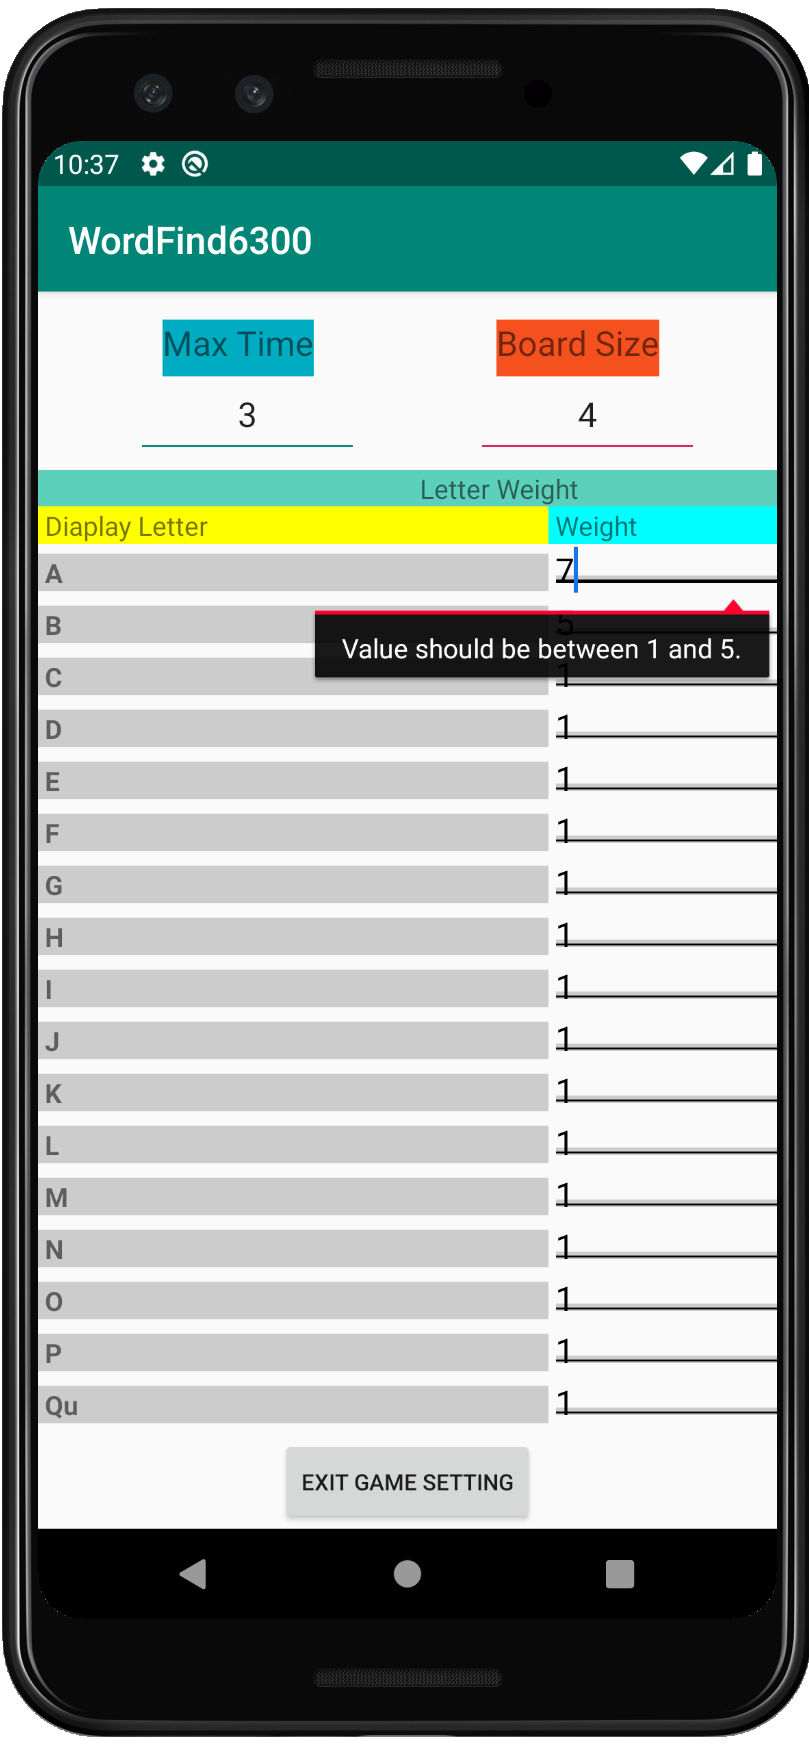 10:37
WordFind6300
Max Time Board Size
3 4
Letter Weight
Diaplay Letter Weight
A 7
B 5
Value should be between 1 and 5.
C 1
D 1
E 1
F 1
G 1
H 1
I 1
J 1
K 1
L 1
M 1
N 1
O 1
P 1
Qu 1
EXIT GAME SETTING